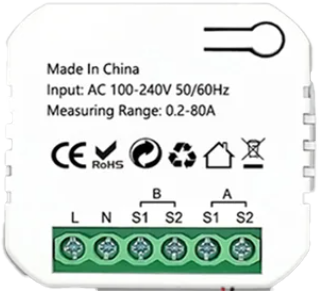 Made In China
Input: AC 100-240V 50/60Hz
Measuring Range: 0.2-80A
CE RoHS
B A
L N S1 S2 S1 S2